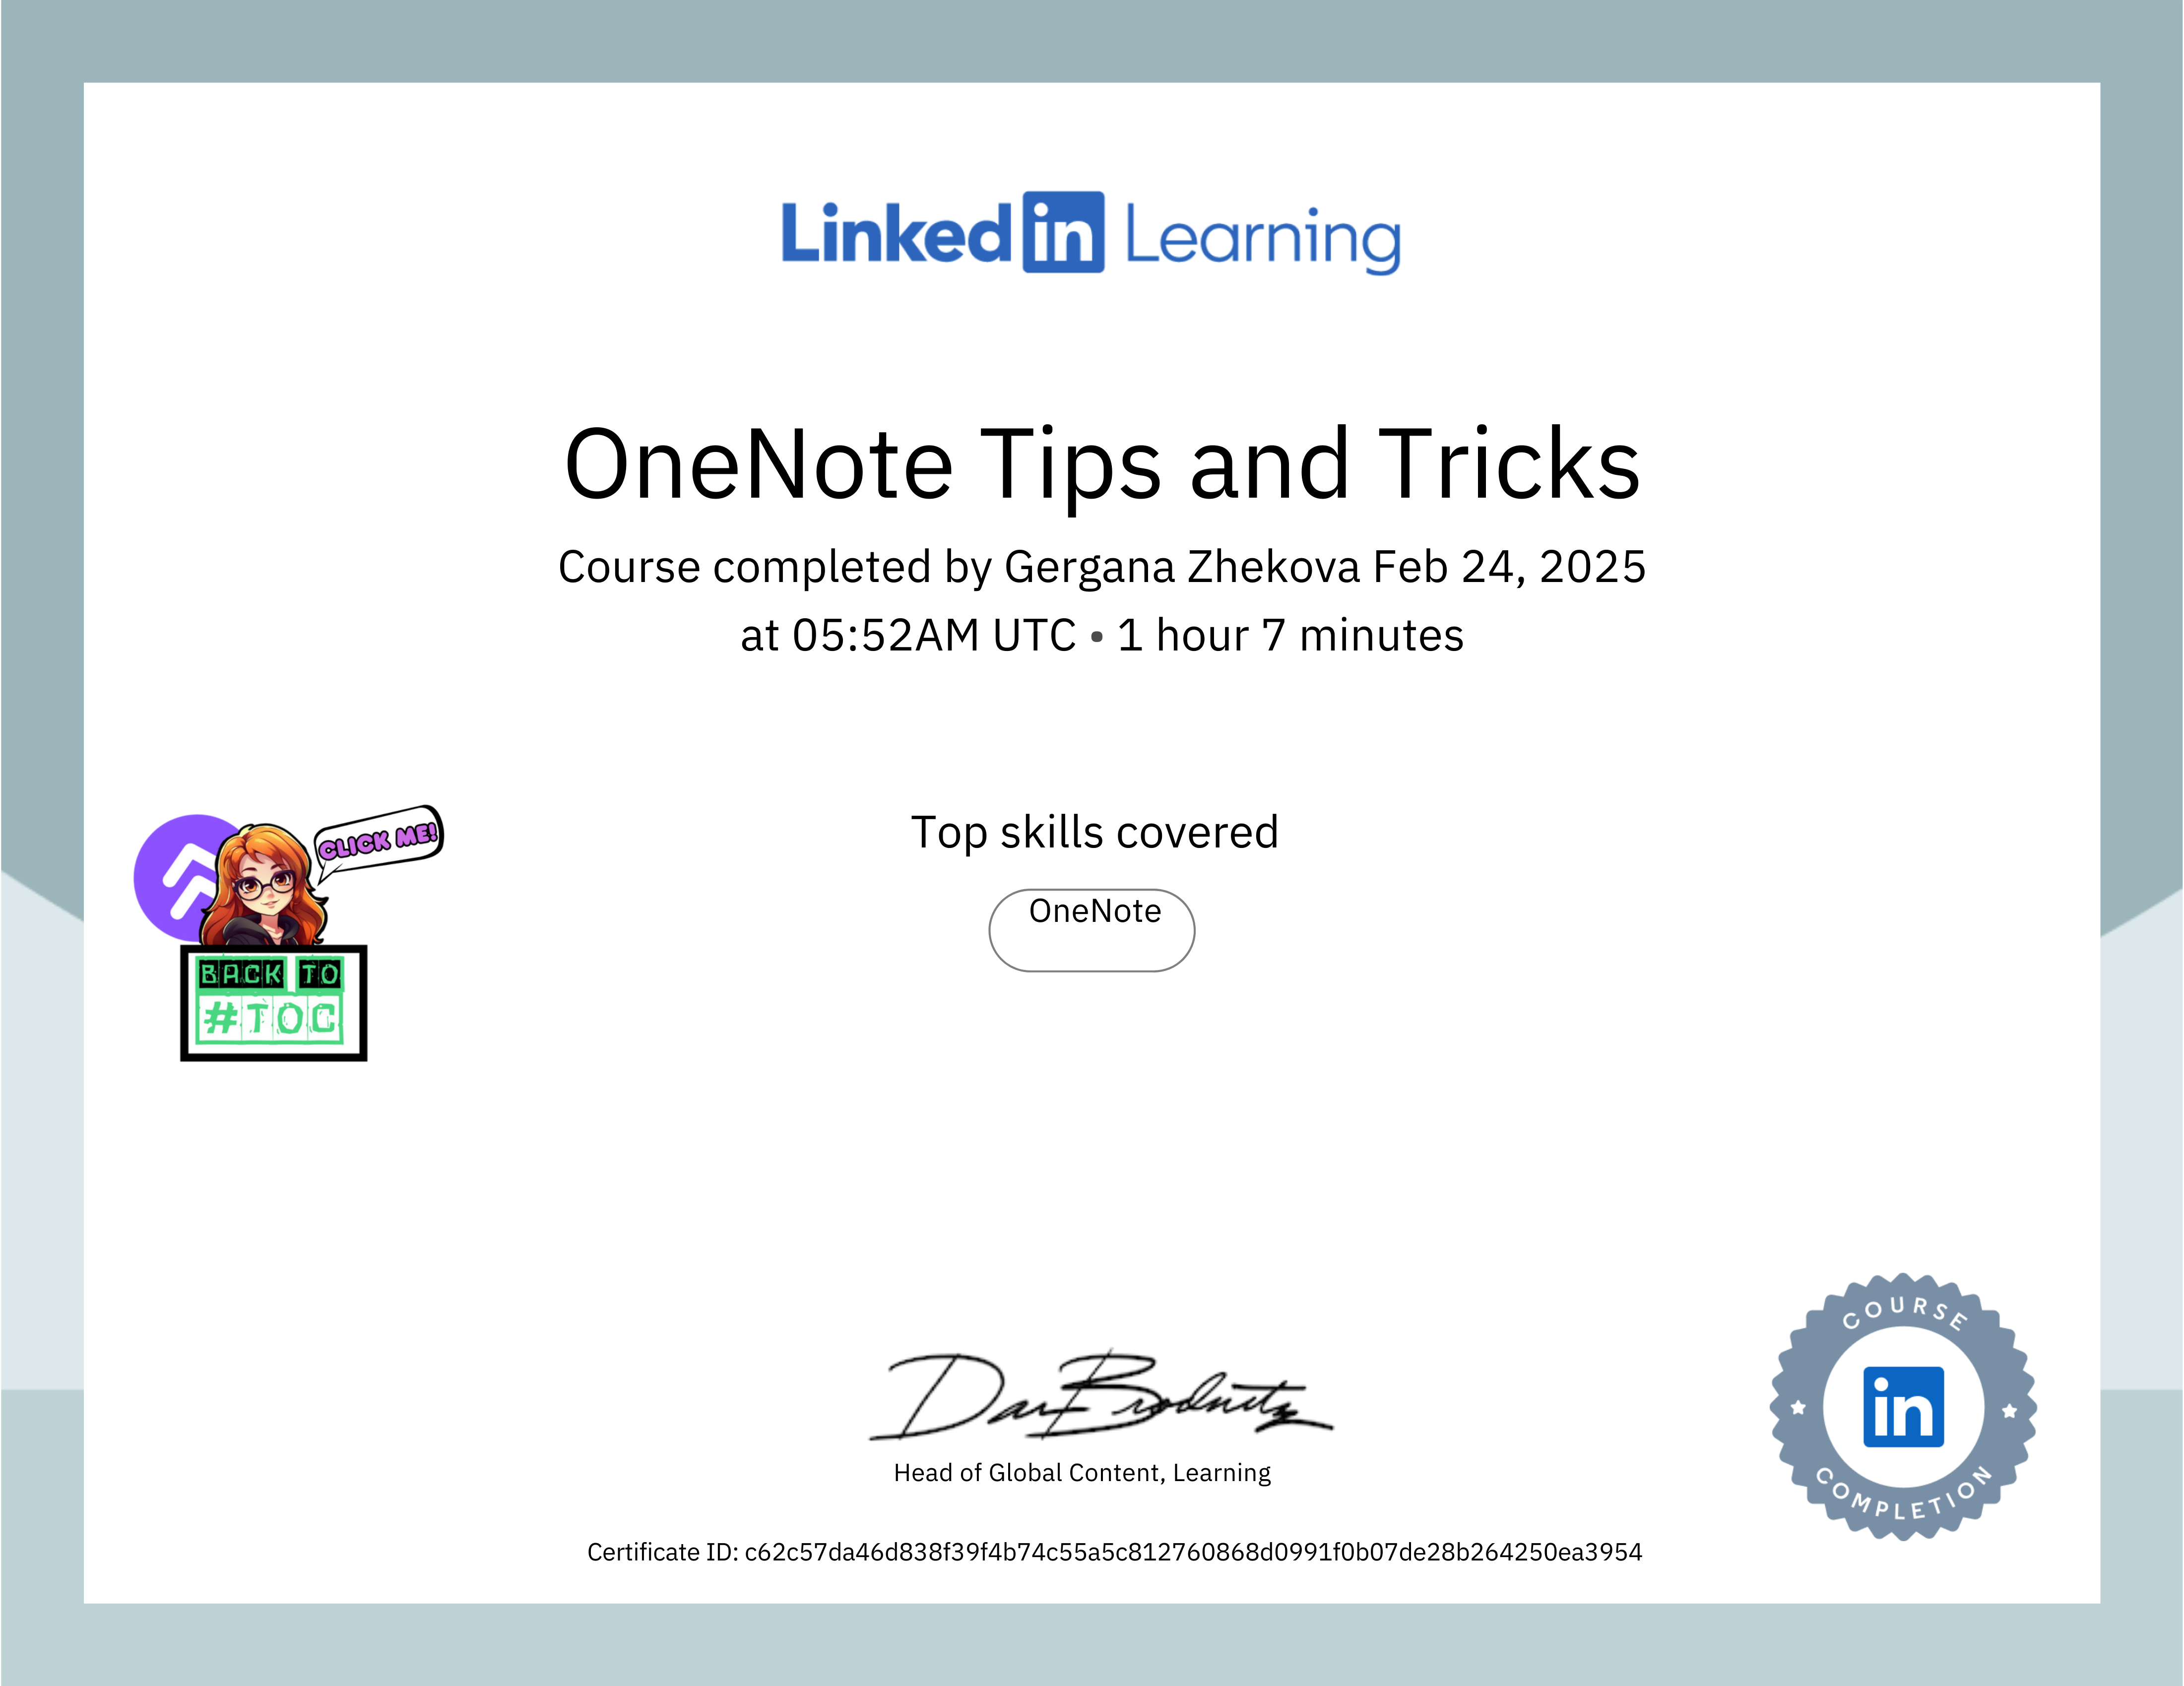 Linked in Learning
OneNote Tips and Tricks
Course completed by Gergana Zhekova Feb 24, 2025
at 05:52AM UTC • 1 hour 7 minutes
Top skills covered
OneNote
CLICK ME!
BACK TO
#TOC
Dan Brodnitz
Head of Global Content, Learning
Certificate ID: c62c57da46d838f39f4b74c55a5c812760868d0991f0b07de28b264250ea3954
COURSE
in
COMPLETION